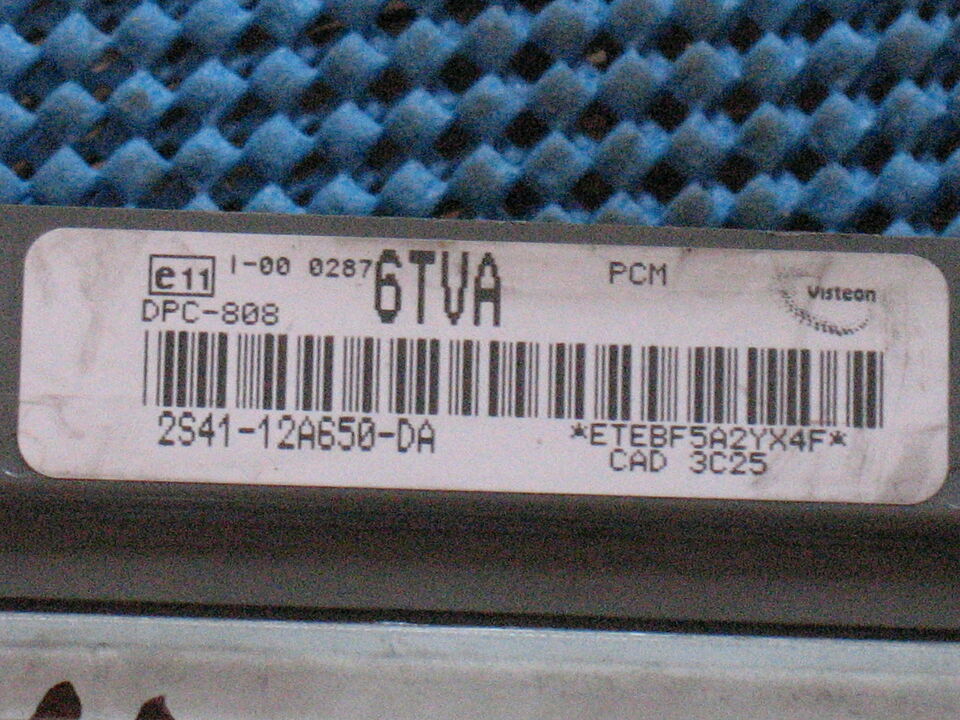 e11 I-00 0287 6TVA PCM Visteon
DPC-808
2S41-12A650-DA *ETEBF5A2YX4F*
CAD 3C25